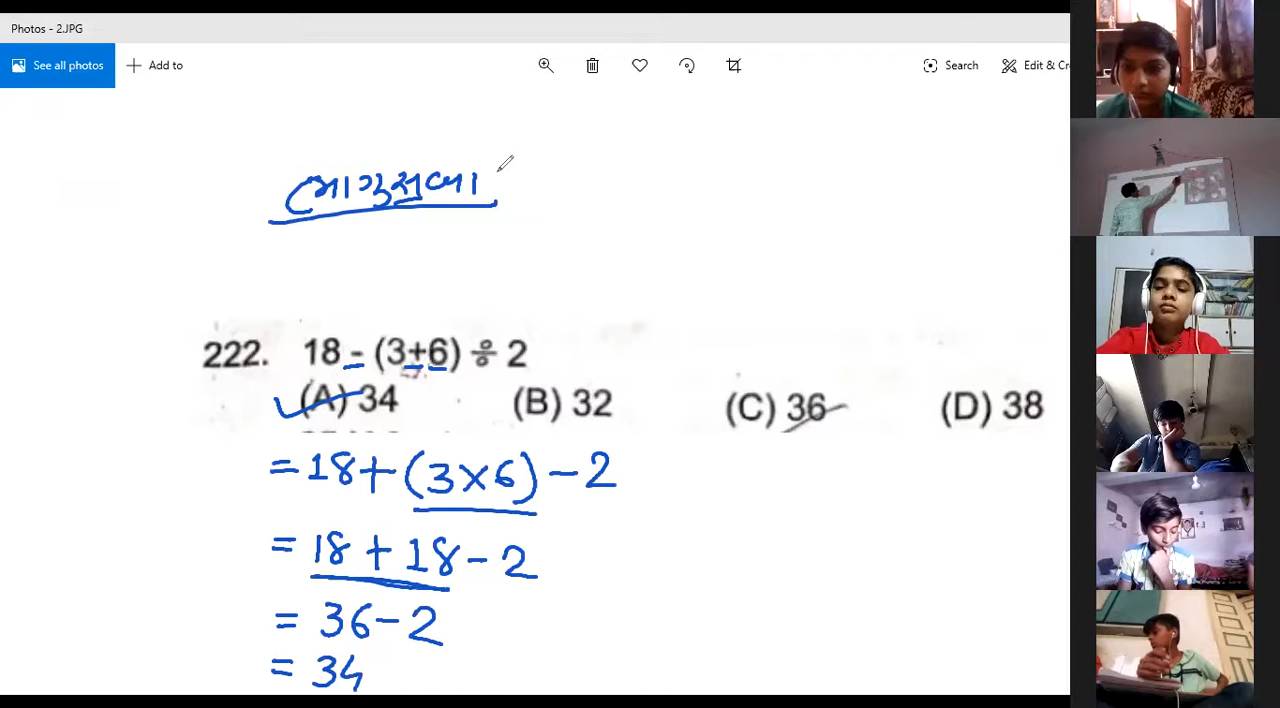 Photos - 2.JPG
See all photos
Add to
Search
Edit & Cr
222. 18 - (3+6) ÷ 2
(A) 34 (B) 32 (C) 36 (D) 38
= 18 + (3 × 6) - 2
= 18 + 18 - 2
= 36 - 2
= 34